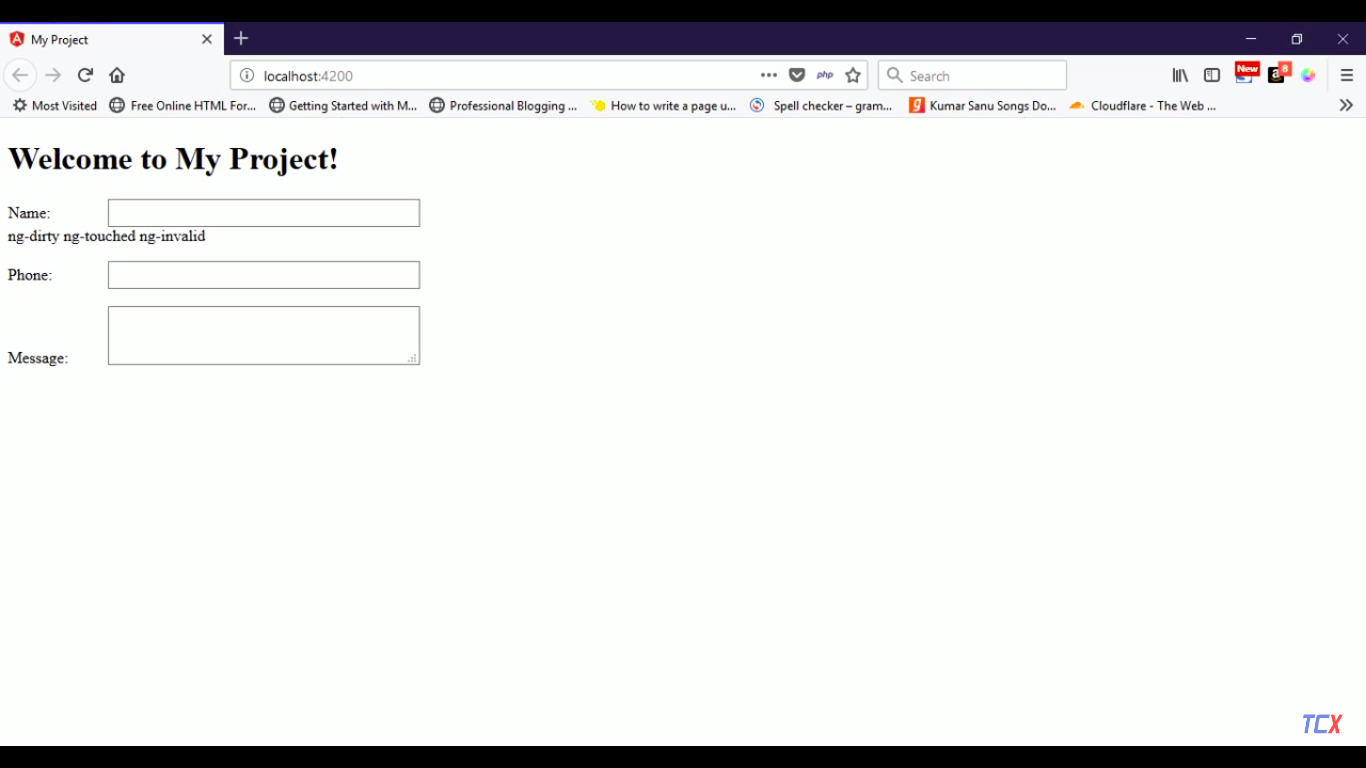 My Project
localhost:4200
php
Search
New
a
8
Most Visited
Free Online HTML For...
Getting Started with M...
Professional Blogging ...
How to write a page u...
Spell checker – gram...
g
Kumar Sanu Songs Do...
Cloudflare - The Web ...
Welcome to My Project!
Name:
ng-dirty ng-touched ng-invalid
Phone:
Message:
TCX